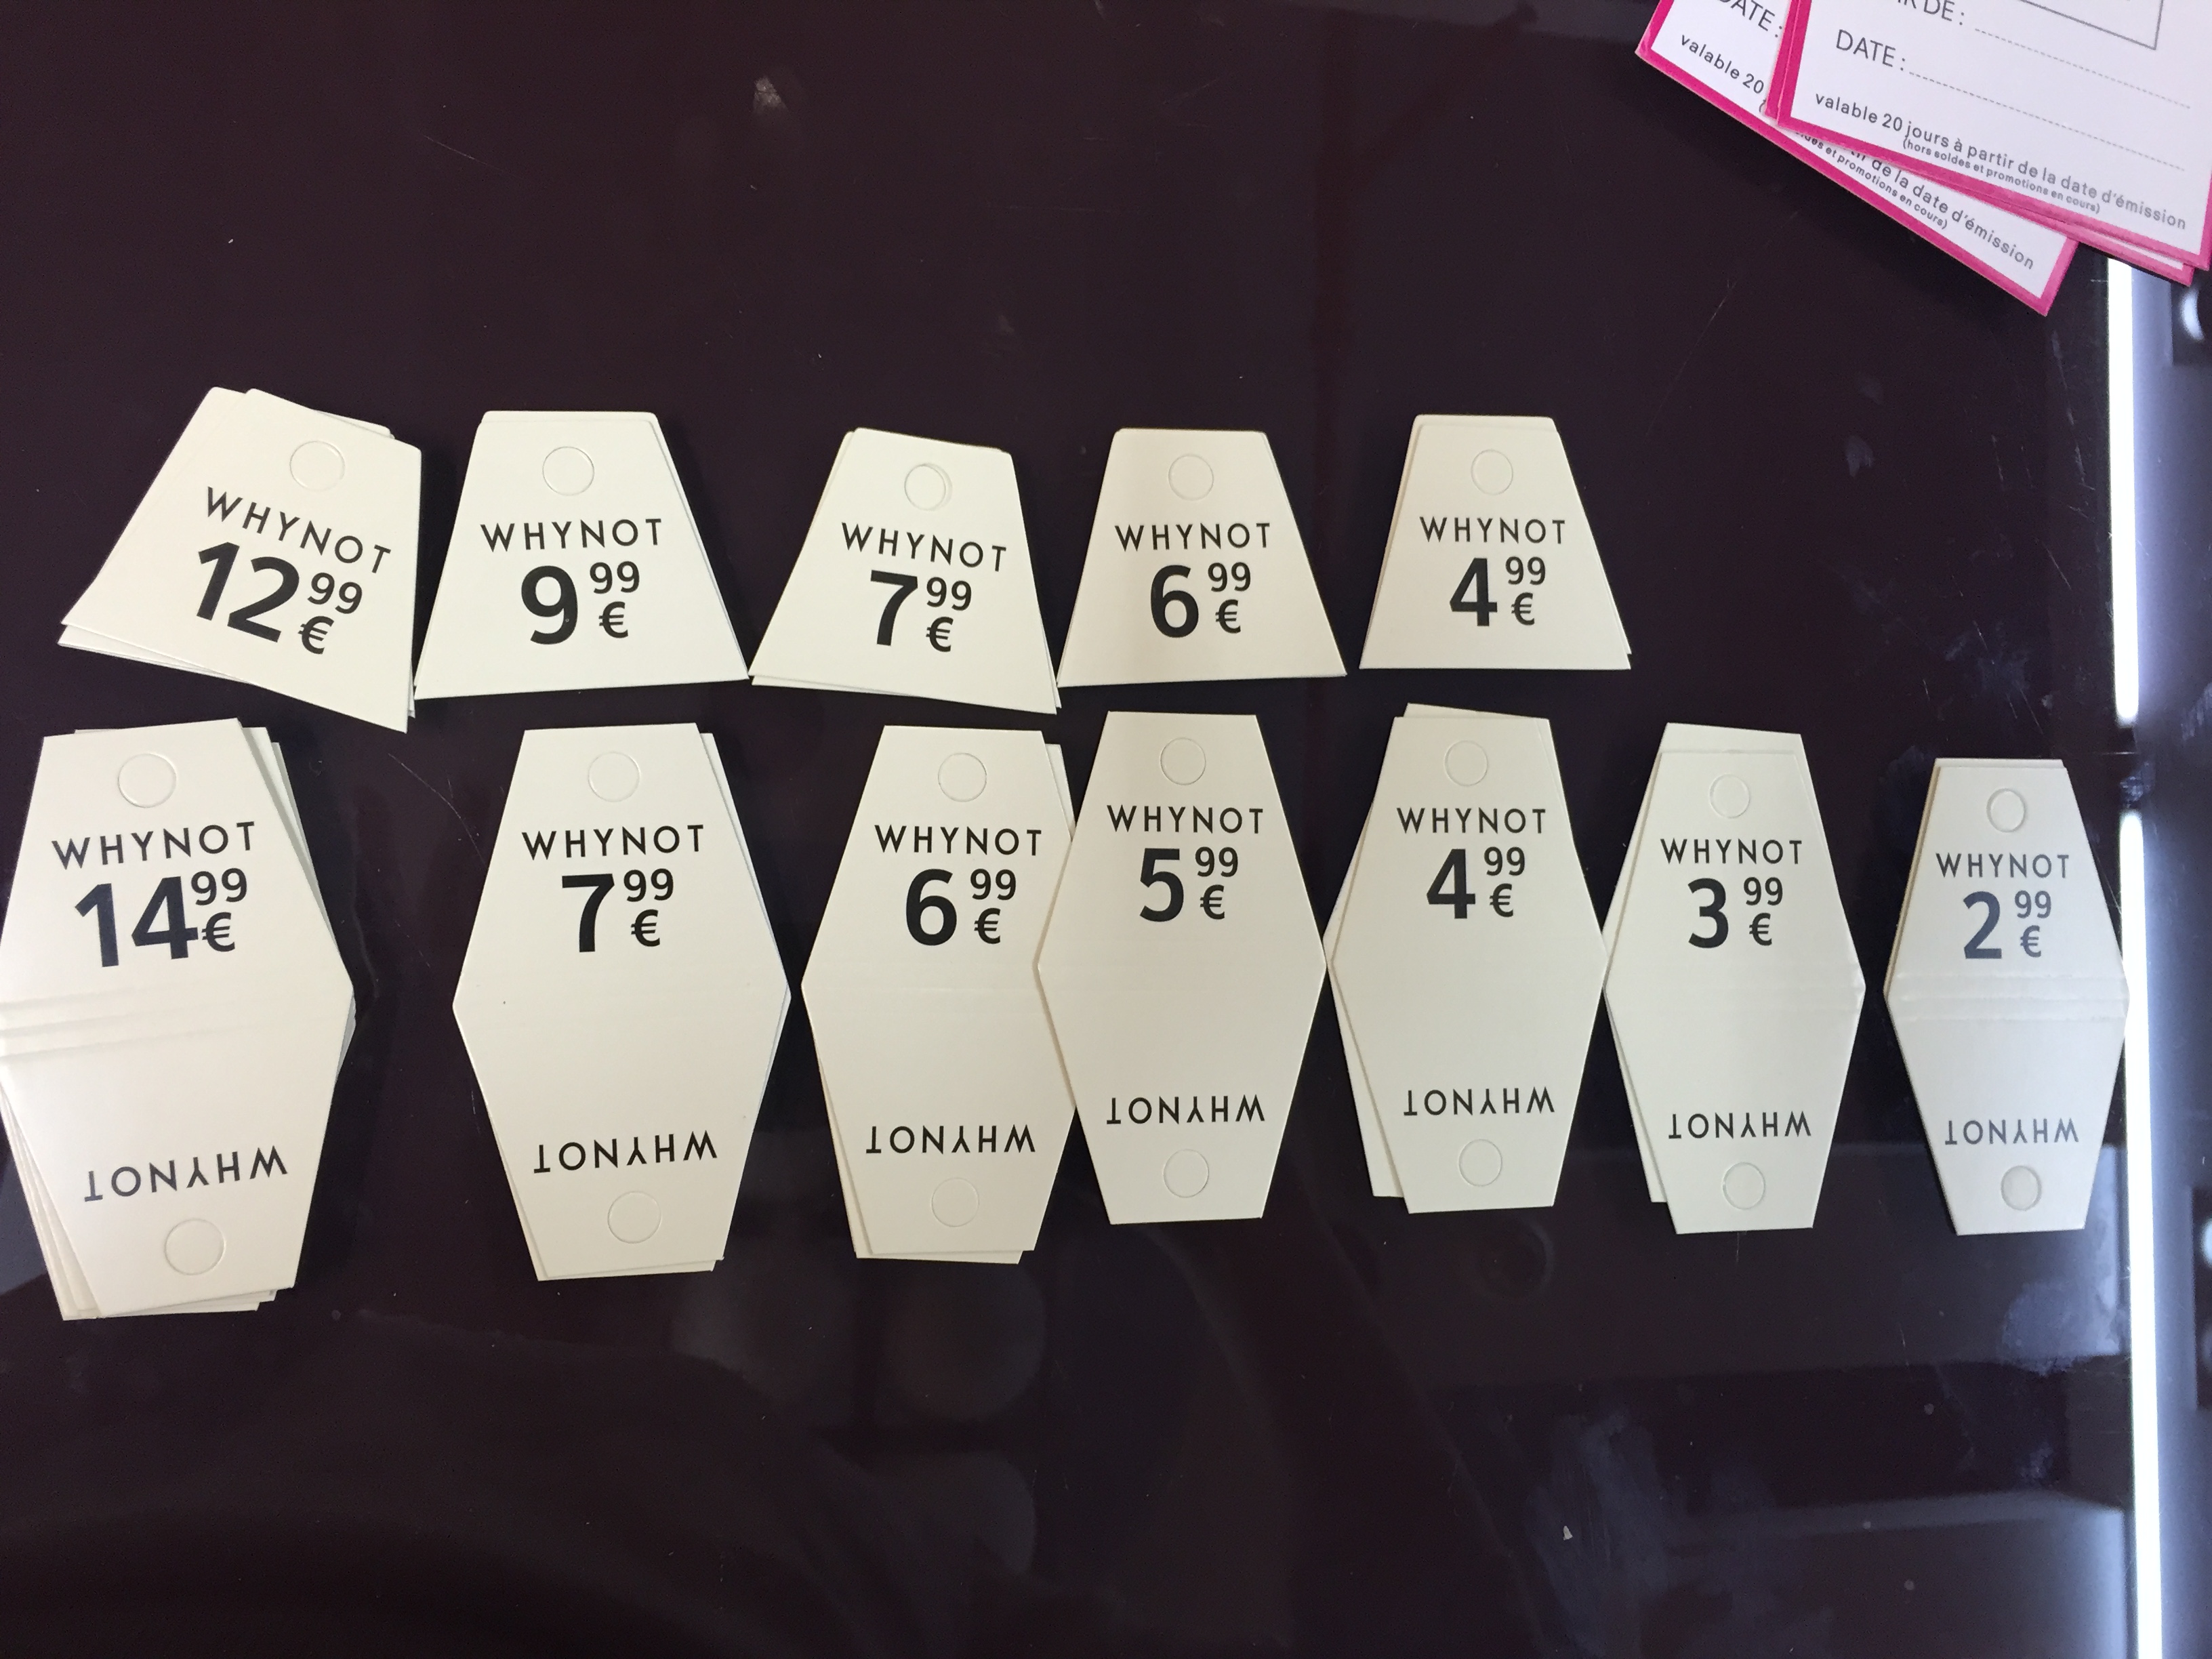 DATE :
valable 20
de la date d'émission
et promotions en cours)
DE :
DATE :
valable 20 jours à partir de la date d'émission
(hors soldes et promotions en cours)
WHYNOT
12 99 €
WHYNOT
9 99 €
WHYNOT
7 99 €
WHYNOT
6 99 €
WHYNOT
4 99 €
WHYNOT
14 99 €
WHYNOT
WHYNOT
7 99 €
WHYNOT
WHYNOT
6 99 €
WHYNOT
WHYNOT
5 99 €
WHYNOT
WHYNOT
4 99 €
WHYNOT
WHYNOT
3 99 €
WHYNOT
WHYNOT
2 99 €
WHYNOT